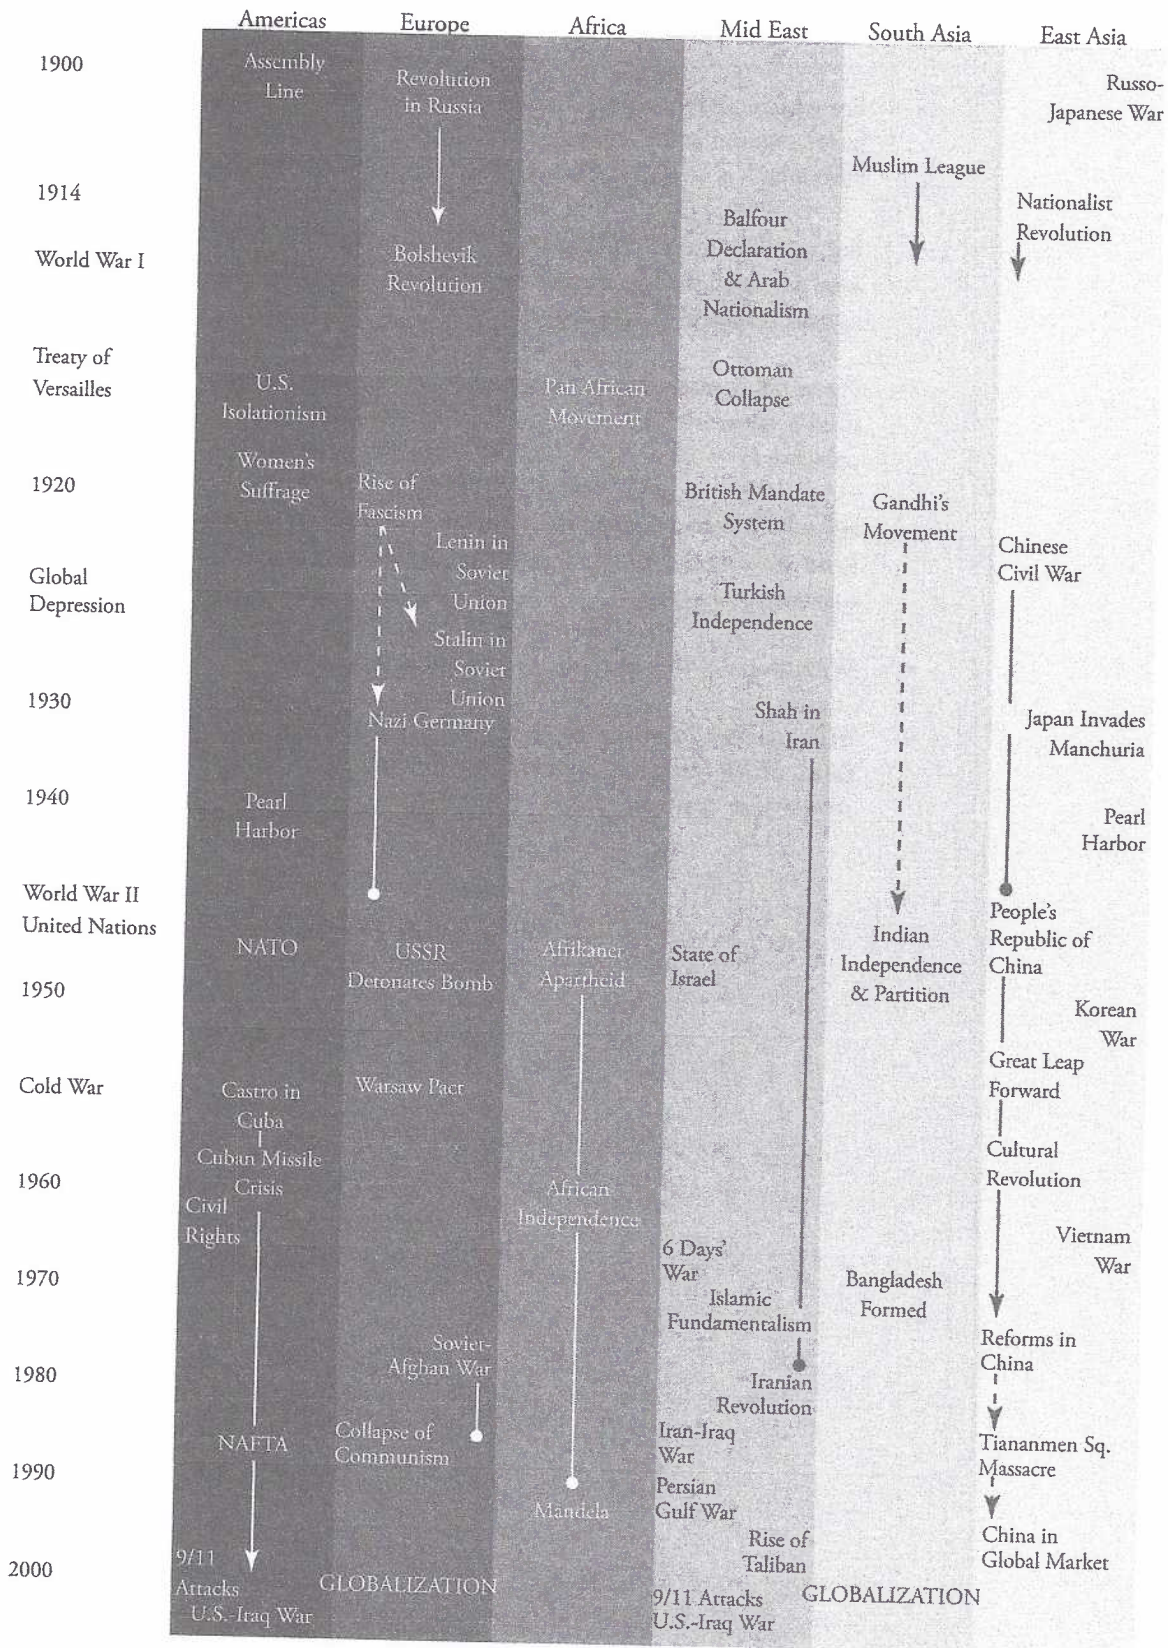 Americas
Europe
Africa
Mid East
South Asia
East Asia
1900
Assembly
Line
Revolution
in Russia
Russo-
Japanese War
Muslim League
1914
Nationalist
Revolution
Balfour
Declaration
& Arab
Nationalism
World War I
Bolshevik
Revolution
Treaty of
Versailles
U.S.
Isolationism
Pan African
Movement
Ottoman
Collapse
Women's
Suffrage
1920
Rise of
Fascism
British Mandate
System
Gandhi's
Movement
Lenin in
Soviet
Union
Chinese
Civil War
Global
Depression
Turkish
Independence
Stalin in
Soviet
Union
1930
Nazi Germany
Shah in
Iran
Japan Invades
Manchuria
1940
Pearl
Harbor
Pearl
Harbor
World War II
United Nations
NATO
USSR
Detonates Bomb
Afrikaner
Apartheid
State of
Israel
Indian
Independence
& Partition
People's
Republic of
China
1950
Korean
War
Great Leap
Forward
Cold War
Castro in
Cuba
Warsaw Pact
Cuban Missile
Crisis
Cultural
Revolution
1960
Civil
Rights
African
Independence
6 Days'
War
Vietnam
War
1970
Islamic
Fundamentalism
Bangladesh
Formed
Soviet-
Afghan War
Reforms in
China
1980
Iranian
Revolution
NAFTA
Collapse of
Communism
Iran-Iraq
War
Tiananmen Sq.
Massacre
1990
Mandela
Persian
Gulf War
Rise of
Taliban
China in
Global Market
2000
9/11
Attacks
U.S.-Iraq War
GLOBALIZATION
9/11 Attacks
U.S.-Iraq War
GLOBALIZATION